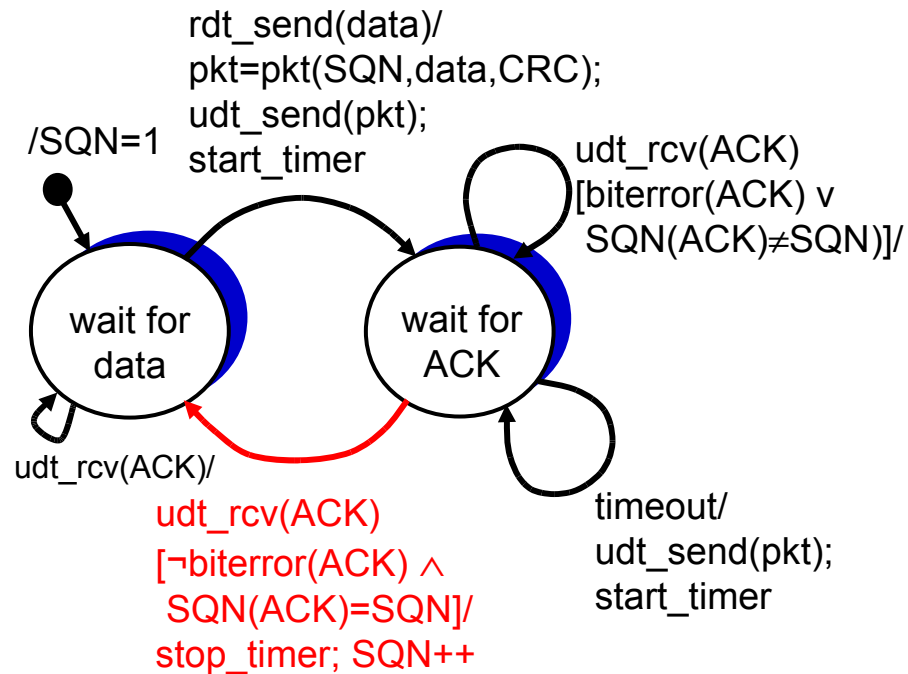 rdt_send(data)/
pkt=pkt(SQN,data,CRC);
udt_send(pkt);
start_timer
/SQN=1
udt_rcv(ACK)
[biterror(ACK) v
SQN(ACK)≠SQN)]/
wait for
data
wait for
ACK
udt_rcv(ACK)/
udt_rcv(ACK)
[¬biterror(ACK) ∧
SQN(ACK)=SQN]/
stop_timer; SQN++
timeout/
udt_send(pkt);
start_timer